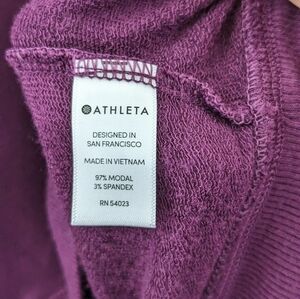 ATHLETA
DESIGNED IN
SAN FRANCISCO
MADE IN VIETNAM
97% MODAL
3% SPANDEX
RN 54023